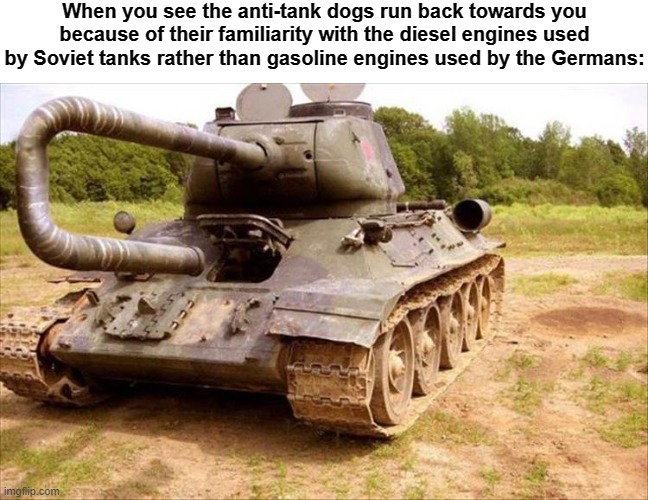 When you see the anti-tank dogs run back towards you
because of their familiarity with the diesel engines used
by Soviet tanks rather than gasoline engines used by the Germans:
imgflip.com